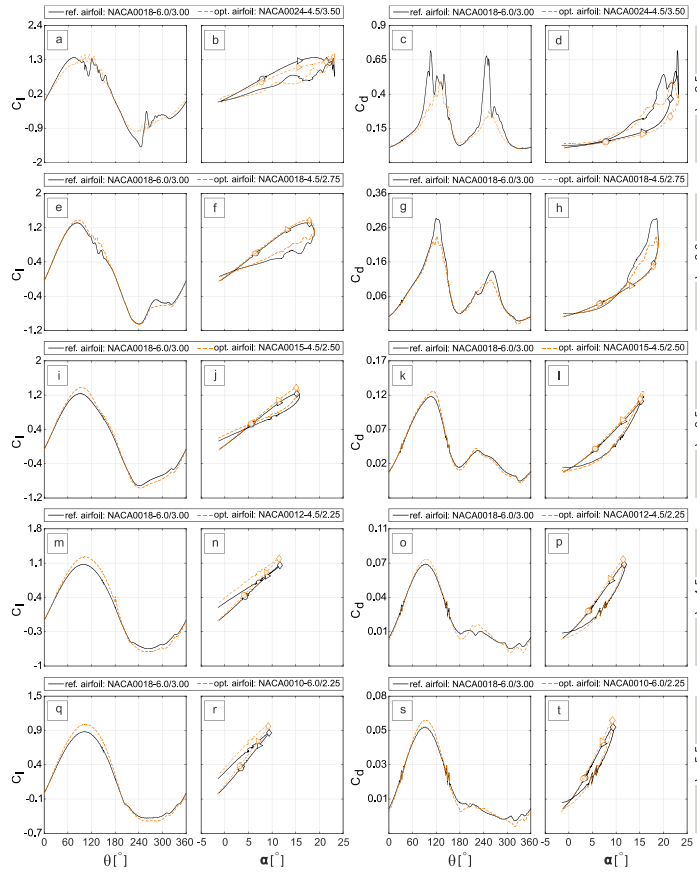 ref. airfoil: NACA0018-6.0/3.00 opt. airfoil: NACA0024-4.5/3.50 ref. airfoil: NACA0018-6.0/3.00 opt. airfoil: NACA0024-4.5/3.50
a b c d
2 1.3 0.2 -0.9 -2
C_l
0.9 0.65 0.4 0.15
C_d
ref. airfoil: NACA0018-6.0/3.00 opt. airfoil: NACA0018-4.5/2.75 ref. airfoil: NACA0018-6.0/3.00 opt. airfoil: NACA0018-4.5/2.75
e f g h
2 1.2 0.4 -0.4 -1.2
C_l
0.36 0.26 0.16 0.06
C_d
ref. airfoil: NACA0018-6.0/3.00 opt. airfoil: NACA0015-4.5/2.50 ref. airfoil: NACA0018-6.0/3.00 opt. airfoil: NACA0015-4.5/2.50
i j k l
2 1.2 0.4 -0.4 -1.2
C_l
0.17 0.12 0.07 0.02
C_d
ref. airfoil: NACA0018-6.0/3.00 opt. airfoil: NACA0012-4.5/2.25 ref. airfoil: NACA0018-6.0/3.00 opt. airfoil: NACA0012-4.5/2.25
m n o p
1.8 1.1 0.4 -0.3 -1
C_l
0.11 0.07 0.04 0.01
C_d
ref. airfoil: NACA0018-6.0/3.00 opt. airfoil: NACA0010-6.0/2.25 ref. airfoil: NACA0018-6.0/3.00 opt. airfoil: NACA0010-6.0/2.25
q r s t
1.5 0.9 0.4 -0.1 -0.7
C_l
0.08 0.05 0.03 0.01
C_d
0 60 120 180 240 300 360 0 5 10 15 20 25 0 60 120 180 240 300 360 -5 0 5 10 15 20 25
θ[°] α[°] θ[°] α[°]